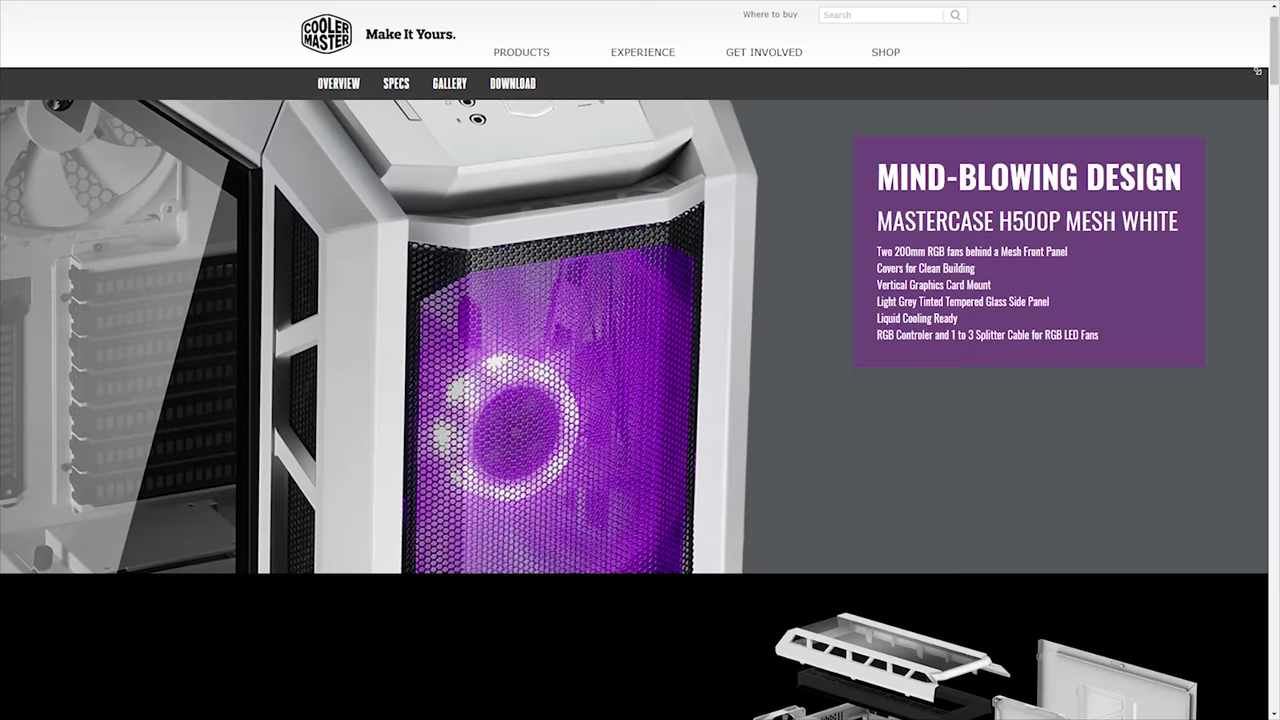 COOLER
MASTER
Make It Yours.
Where to buy
Search
PRODUCTS
EXPERIENCE
GET INVOLVED
SHOP
OVERVIEW
SPECS
GALLERY
DOWNLOAD
MIND-BLOWING DESIGN
MASTERCASE H500P MESH WHITE
Two 200mm RGB fans behind a Mesh Front Panel
Covers for Clean Building
Vertical Graphics Card Mount
Light Grey Tinted Tempered Glass Side Panel
Liquid Cooling Ready
RGB Controler and 1 to 3 Splitter Cable for RGB LED Fans